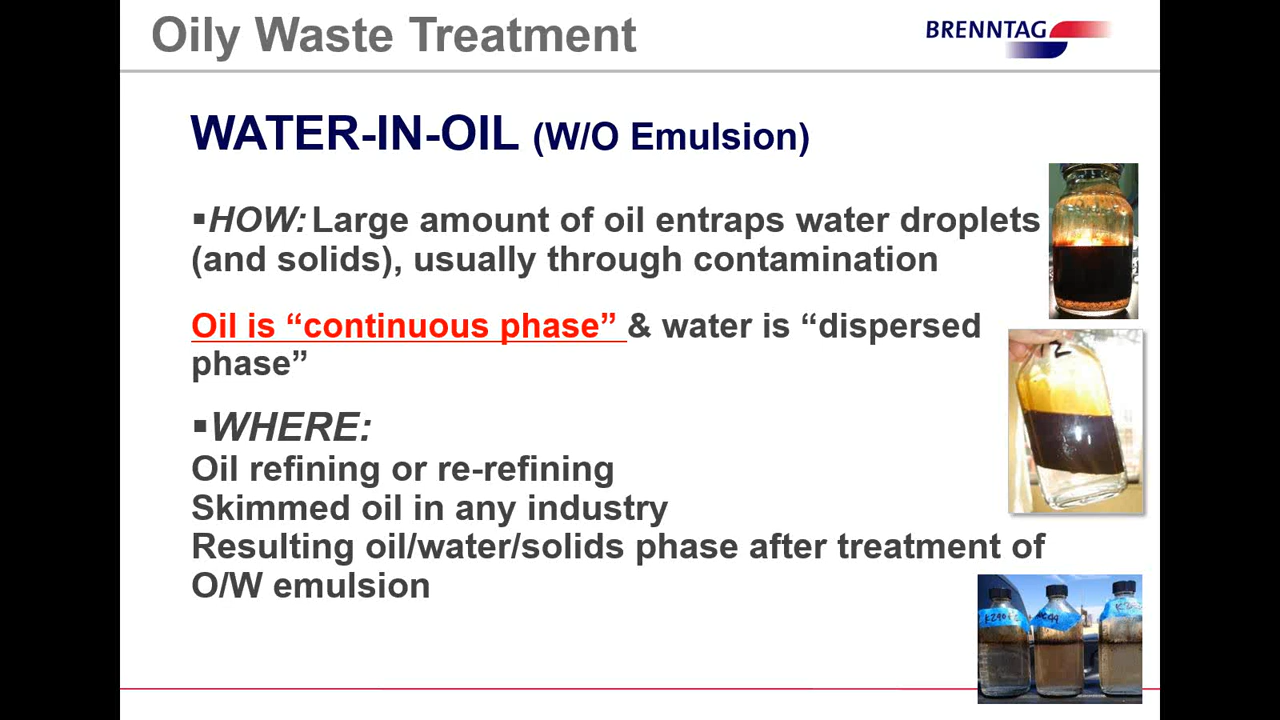 Oily Waste Treatment
BRENNTAG
WATER-IN-OIL (W/O Emulsion)
▪HOW: Large amount of oil entraps water droplets
(and solids), usually through contamination
Oil is “continuous phase” & water is “dispersed
phase”
▪WHERE:
Oil refining or re-refining
Skimmed oil in any industry
Resulting oil/water/solids phase after treatment of
O/W emulsion